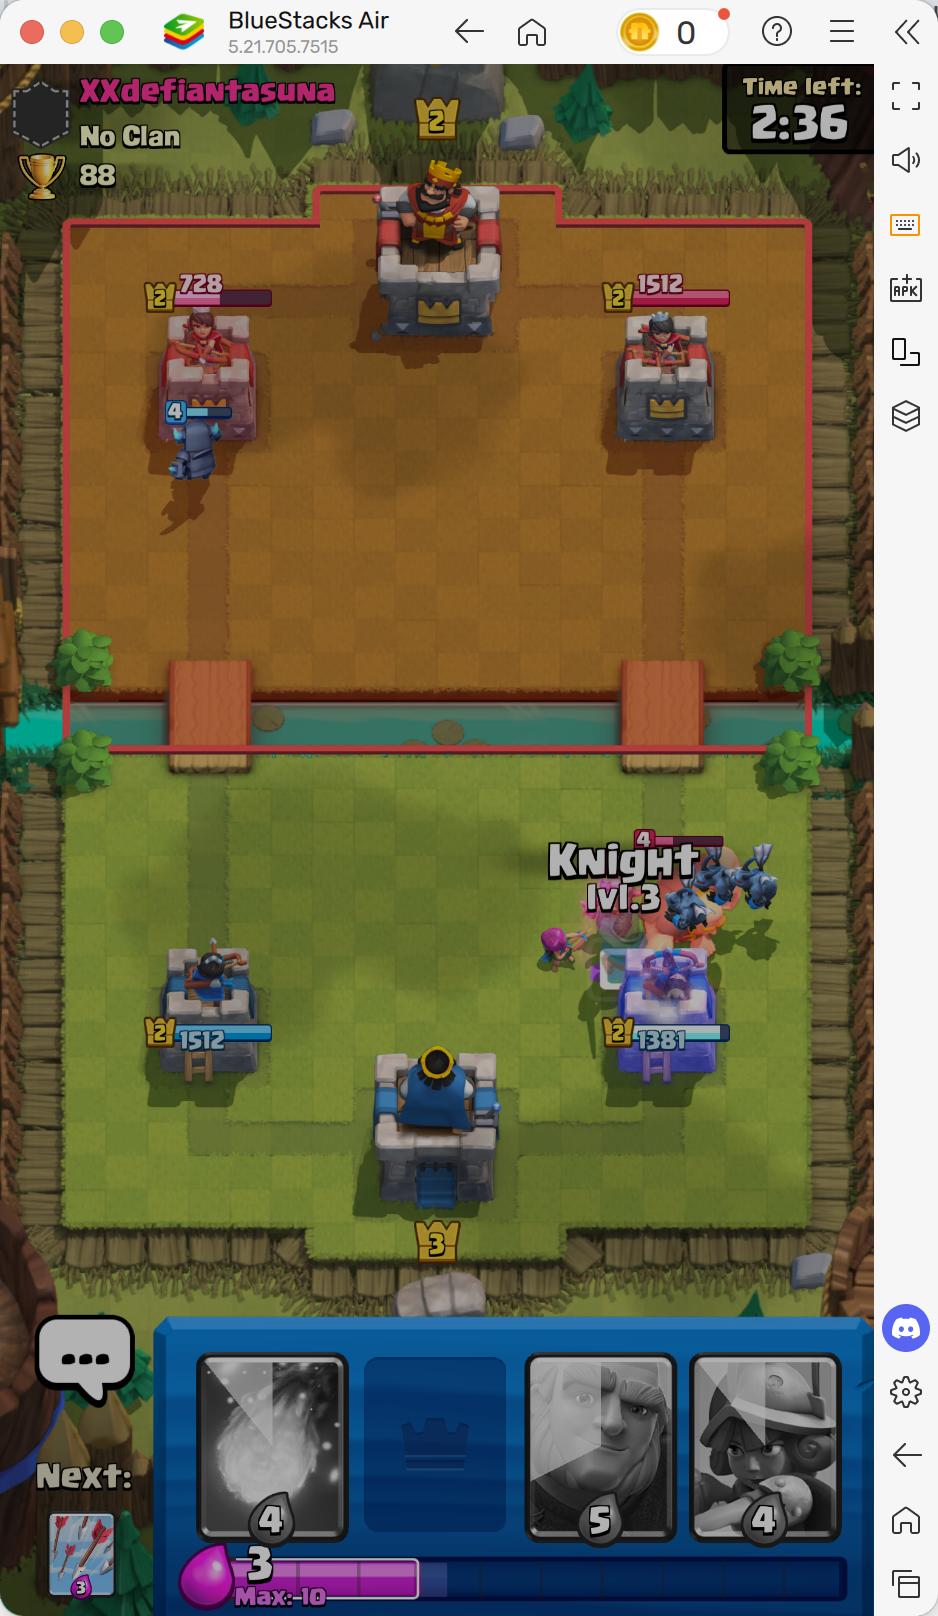 BlueStacks Air
5.21.705.7515
0
XXdefiantasuna
No Clan
88
2
Time left:
2:36
2 728
2 1512
4
4
Knight
lvl.3
2 1512
2 1381
3
Next:
3
4
5
4
3
Max: 10
APK